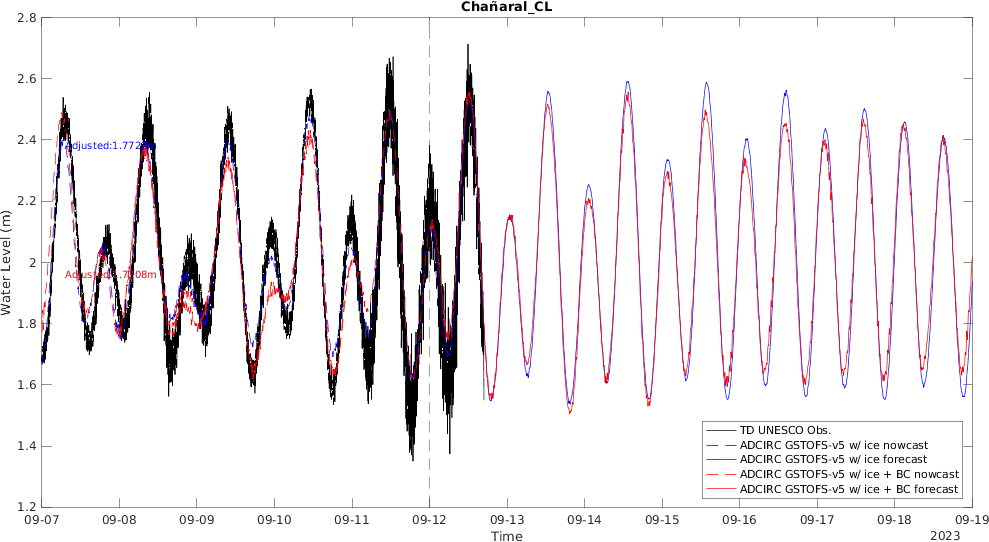 Chañaral_CL
2.8
2.6
2.4
2.2
2
1.8
1.6
1.4
1.2
Water Level (m)
Adjusted:1.772
TD UNESCO Obs.
ADCIRC GSTOFS-v5 w/ ice nowcast
ADCIRC GSTOFS-v5 w/ ice forecast
ADCIRC GSTOFS-v5 w/ ice + BC nowcast
ADCIRC GSTOFS-v5 w/ ice + BC forecast
09-07 09-08 09-09 09-10 09-11 09-12 09-13 09-14 09-15 09-16 09-17 09-18 09-19
Time
2023